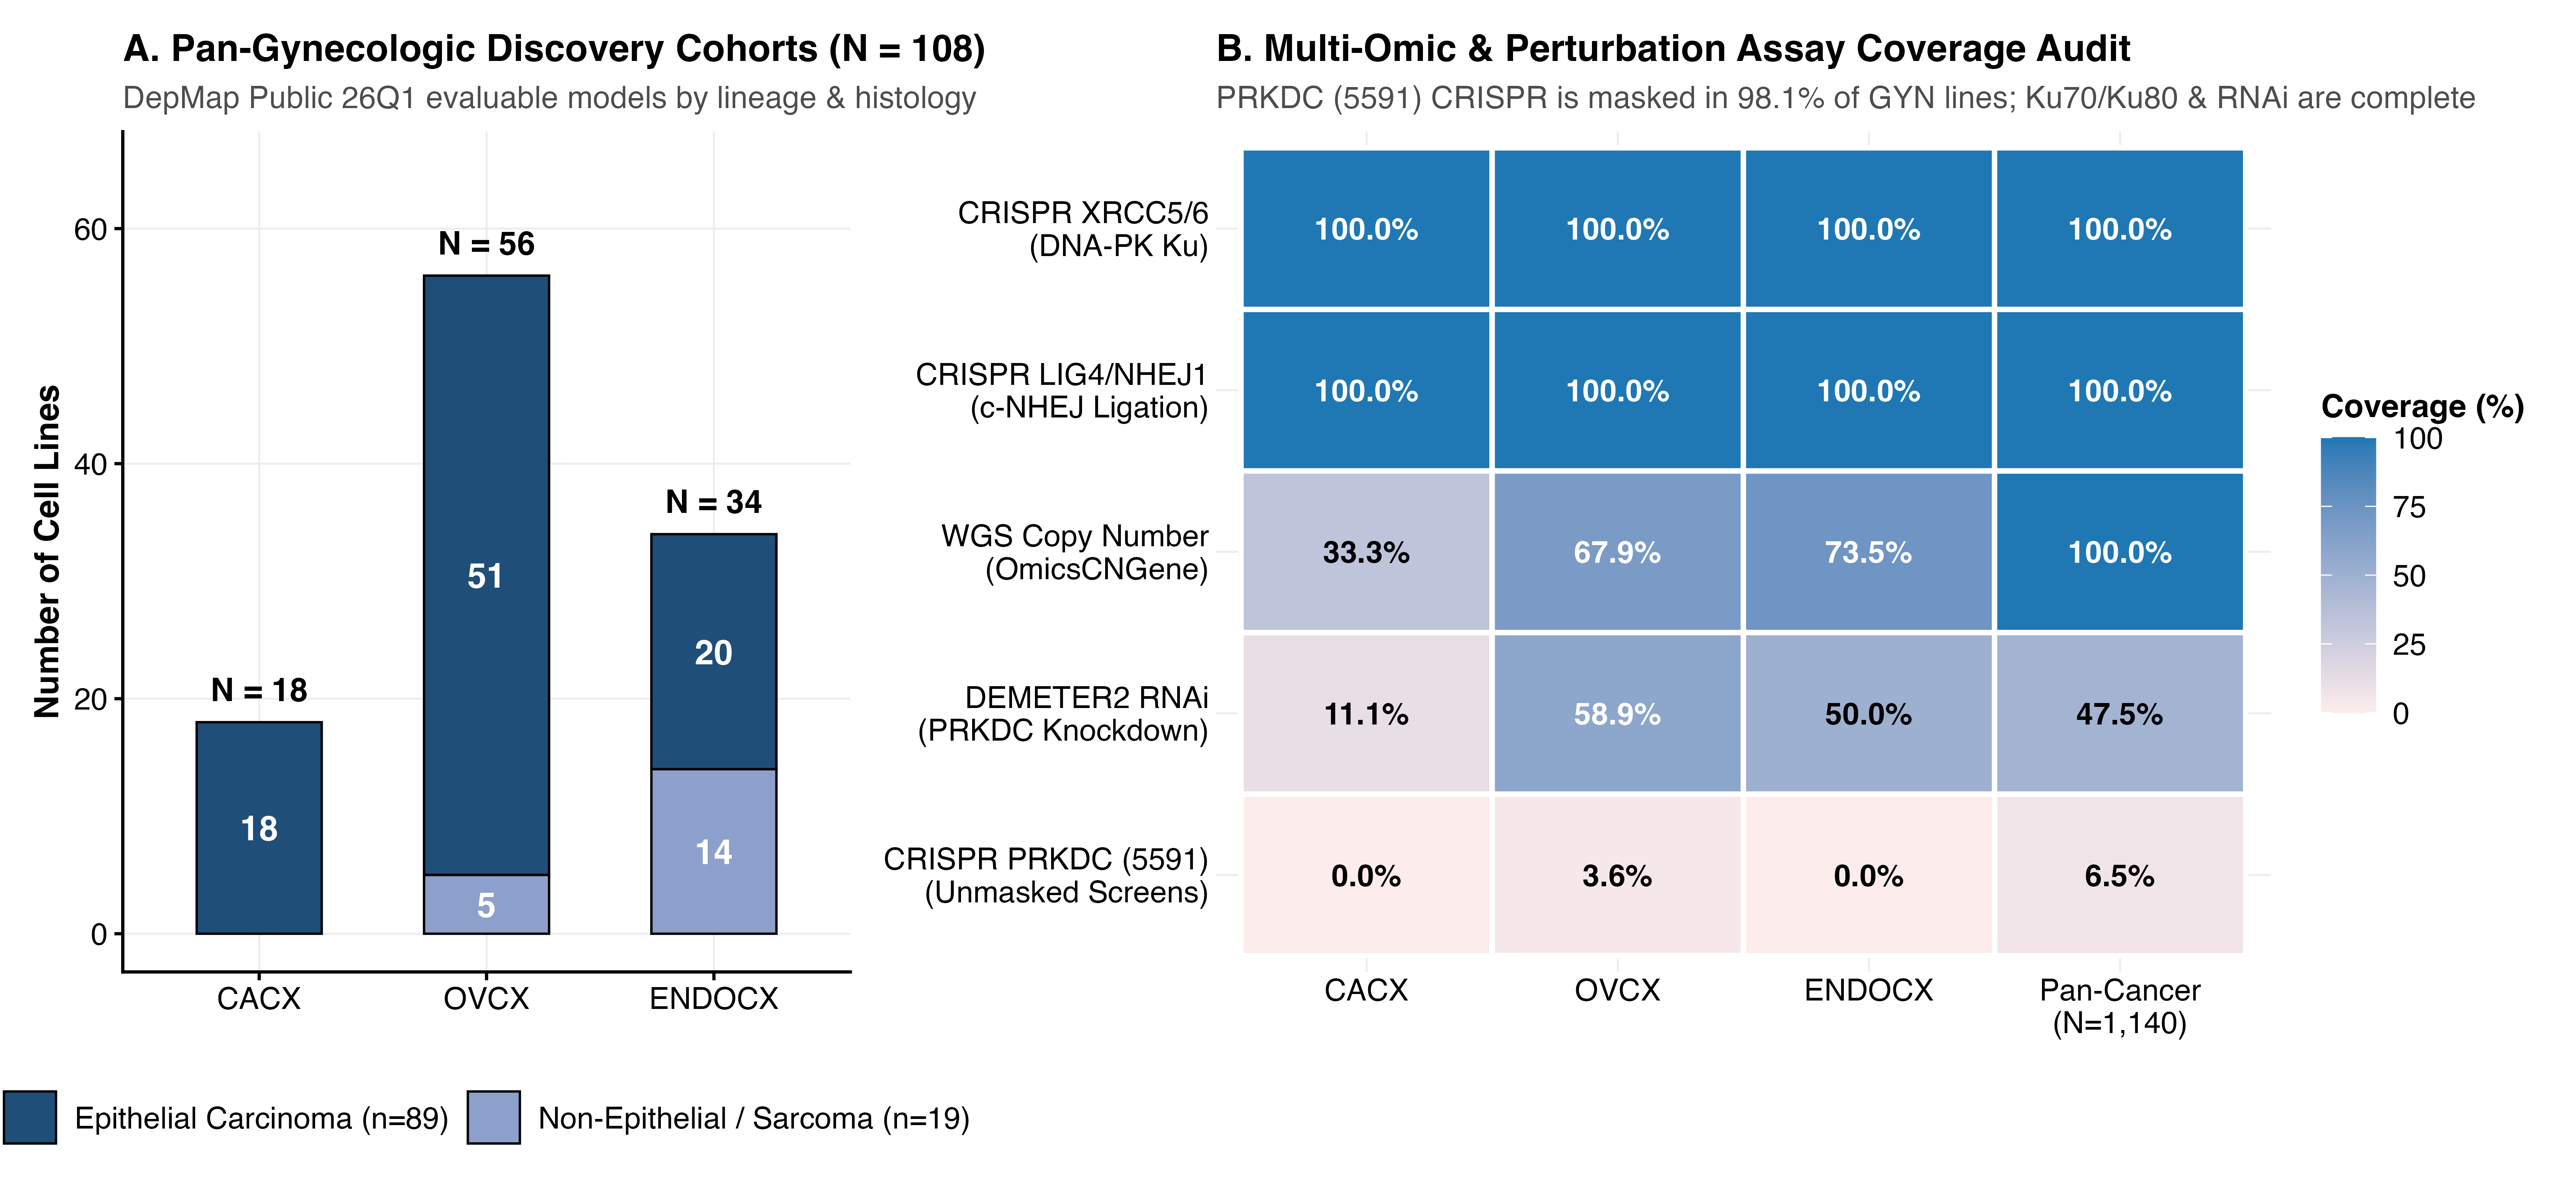 A. Pan-Gynecologic Discovery Cohorts (N = 108)
DepMap Public 26Q1 evaluable models by lineage & histology
Number of Cell Lines
60
40
20
0
N = 18
18
N = 56
51
5
N = 34
20
14
CACX
OVCX
ENDOCX
Epithelial Carcinoma (n=89)
Non-Epithelial / Sarcoma (n=19)
B. Multi-Omic & Perturbation Assay Coverage Audit
PRKDC (5591) CRISPR is masked in 98.1% of GYN lines; Ku70/Ku80 & RNAi are complete
CRISPR XRCC5/6
(DNA-PK Ku)
100.0%
100.0%
100.0%
100.0%
CRISPR LIG4/NHEJ1
(c-NHEJ Ligation)
100.0%
100.0%
100.0%
100.0%
WGS Copy Number
(OmicsCNGene)
33.3%
67.9%
73.5%
100.0%
DEMETER2 RNAi
(PRKDC Knockdown)
11.1%
58.9%
50.0%
47.5%
CRISPR PRKDC (5591)
(Unmasked Screens)
0.0%
3.6%
0.0%
6.5%
CACX
OVCX
ENDOCX
Pan-Cancer
(N=1,140)
Coverage (%)
100
75
50
25
0